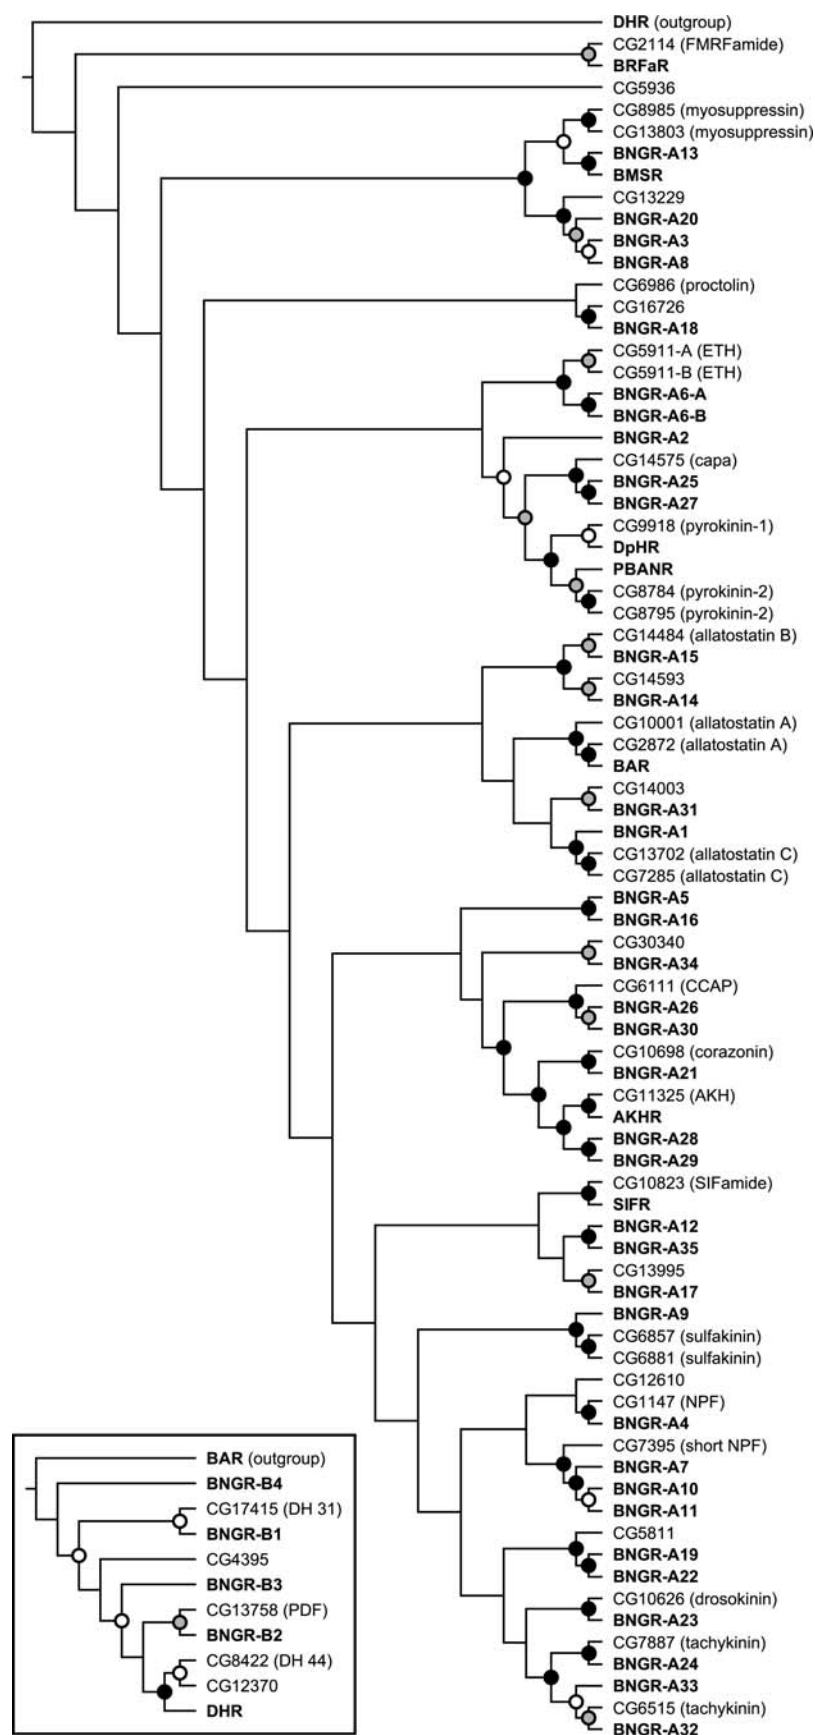 DHR (outgroup)
CG2114 (FMRFamide)
BRFaR
CG5936
CG8985 (myosuppressin)
CG13803 (myosuppressin)
BNGR-A13
BMSR
CG13229
BNGR-A20
BNGR-A3
BNGR-A8
CG6986 (proctolin)
CG16726
BNGR-A18
CG5911-A (ETH)
CG5911-B (ETH)
BNGR-A6-A
BNGR-A6-B
BNGR-A2
CG14575 (capa)
BNGR-A25
BNGR-A27
CG9918 (pyrokinin-1)
DpHR
PBANR
CG8784 (pyrokinin-2)
CG8795 (pyrokinin-2)
CG14484 (allatostatin B)
BNGR-A15
CG14593
BNGR-A14
CG10001 (allatostatin A)
CG2872 (allatostatin A)
BAR
CG14003
BNGR-A31
BNGR-A1
CG13702 (allatostatin C)
CG7285 (allatostatin C)
BNGR-A5
BNGR-A16
CG30340
BNGR-A34
CG6111 (CCAP)
BNGR-A26
BNGR-A30
CG10698 (corazonin)
BNGR-A21
CG11325 (AKH)
AKHR
BNGR-A28
BNGR-A29
CG10823 (SIFamide)
SIFR
BNGR-A12
BNGR-A35
CG13995
BNGR-A17
BNGR-A9
CG6857 (sulfakinin)
CG6881 (sulfakinin)
CG12610
CG1147 (NPF)
BNGR-A4
CG7395 (short NPF)
BNGR-A7
BNGR-A10
BNGR-A11
CG5811
BNGR-A19
BNGR-A22
CG10626 (drosokinin)
BNGR-A23
CG7887 (tachykinin)
BNGR-A24
BNGR-A33
CG6515 (tachykinin)
BNGR-A32
BAR (outgroup)
BNGR-B4
CG17415 (DH 31)
BNGR-B1
CG4395
BNGR-B3
CG13758 (PDF)
BNGR-B2
CG8422 (DH 44)
CG12370
DHR